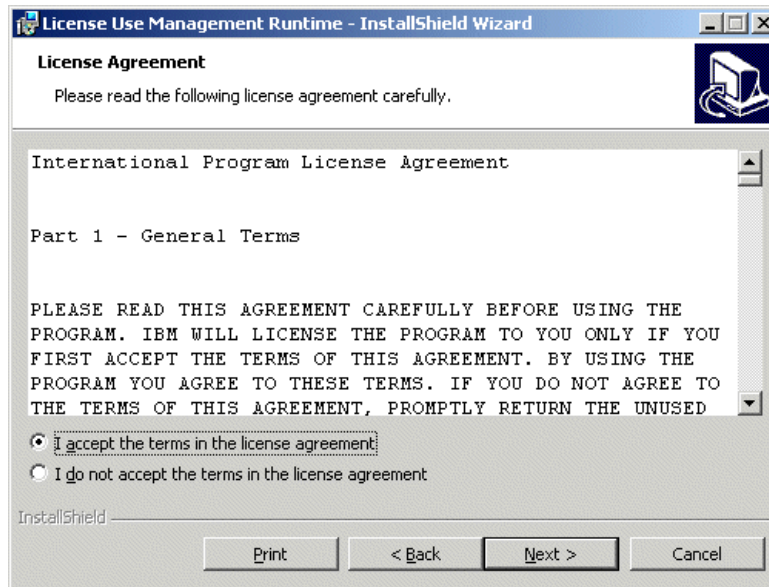 License Use Management Runtime - InstallShield Wizard
License Agreement
Please read the following license agreement carefully.
International Program License Agreement
Part 1 - General Terms
PLEASE READ THIS AGREEMENT CAREFULLY BEFORE USING THE
PROGRAM. IBM WILL LICENSE THE PROGRAM TO YOU ONLY IF YOU
FIRST ACCEPT THE TERMS OF THIS AGREEMENT. BY USING THE
PROGRAM YOU AGREE TO THESE TERMS. IF YOU DO NOT AGREE TO
THE TERMS OF THIS AGREEMENT, PROMPTLY RETURN THE UNUSED
I accept the terms in the license agreement
I do not accept the terms in the license agreement
InstallShield
Print < Back Next > Cancel